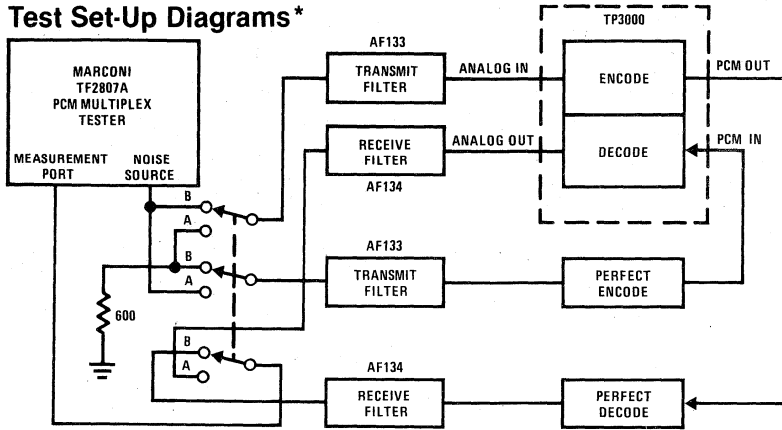 Test Set-Up Diagrams*
TP3000
MARCONI
TF2807A
PCM MULTIPLEX
TESTER
MEASUREMENT
PORT
NOISE
SOURCE
AF133
TRANSMIT
FILTER
ANALOG IN
ENCODE
PCM OUT
RECEIVE
FILTER
AF134
ANALOG OUT
DECODE
PCM IN
B
A
B
A
600
AF133
TRANSMIT
FILTER
PERFECT
ENCODE
B
A
AF134
RECEIVE
FILTER
PERFECT
DECODE